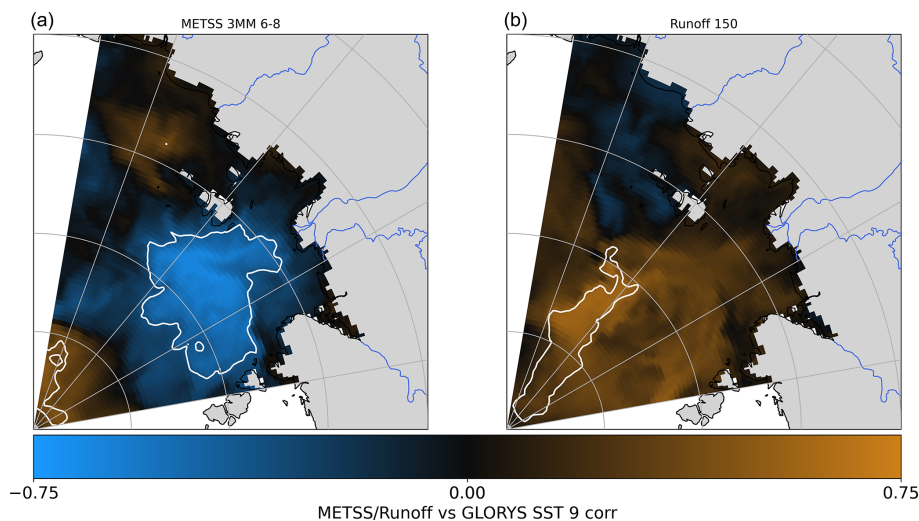 (a)
METSS 3MM 6-8
(b)
Runoff 150
−0.75
0.00
0.75
METSS/Runoff vs GLORYS SST 9 corr